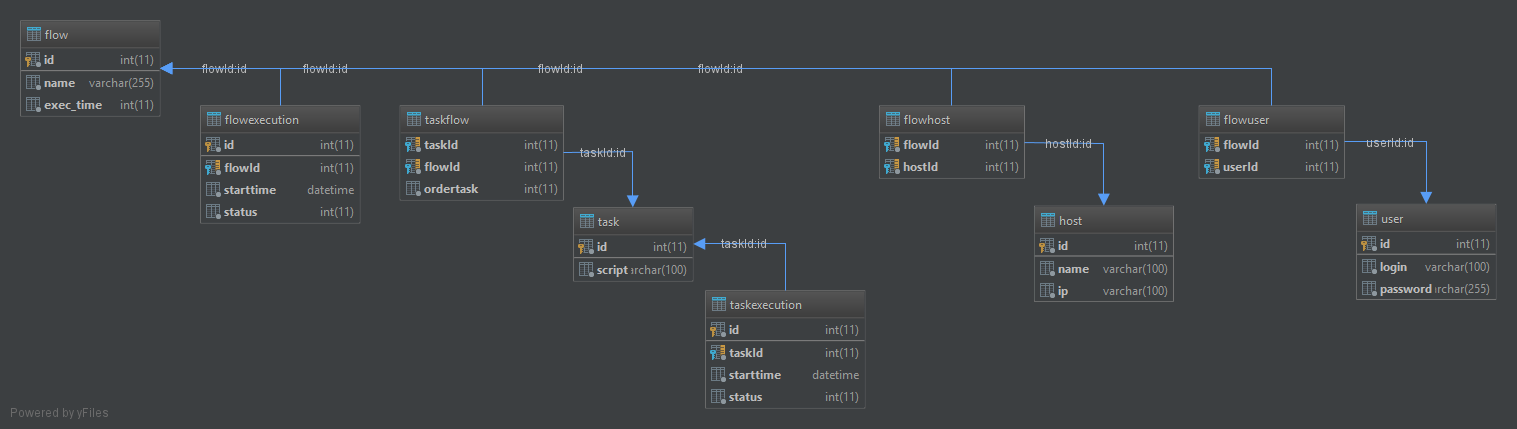 flow
id int(11)
name varchar(255)
exec_time int(11)
flowId:id
flowId:id
flowId:id
flowId:id
flowexecution
id int(11)
flowId int(11)
starttime datetime
status int(11)
taskflow
taskId int(11)
flowId int(11)
ordertask int(11)
taskId:id
task
id int(11)
script archar(100)
taskId:id
taskexecution
id int(11)
taskId int(11)
starttime datetime
status int(11)
flowhost
flowId int(11)
hostId int(11)
hostId:id
host
id int(11)
name varchar(100)
ip varchar(100)
flowuser
flowId int(11)
userId int(11)
userId:id
user
id int(11)
login varchar(100)
password archar(255)
Powered by yFiles